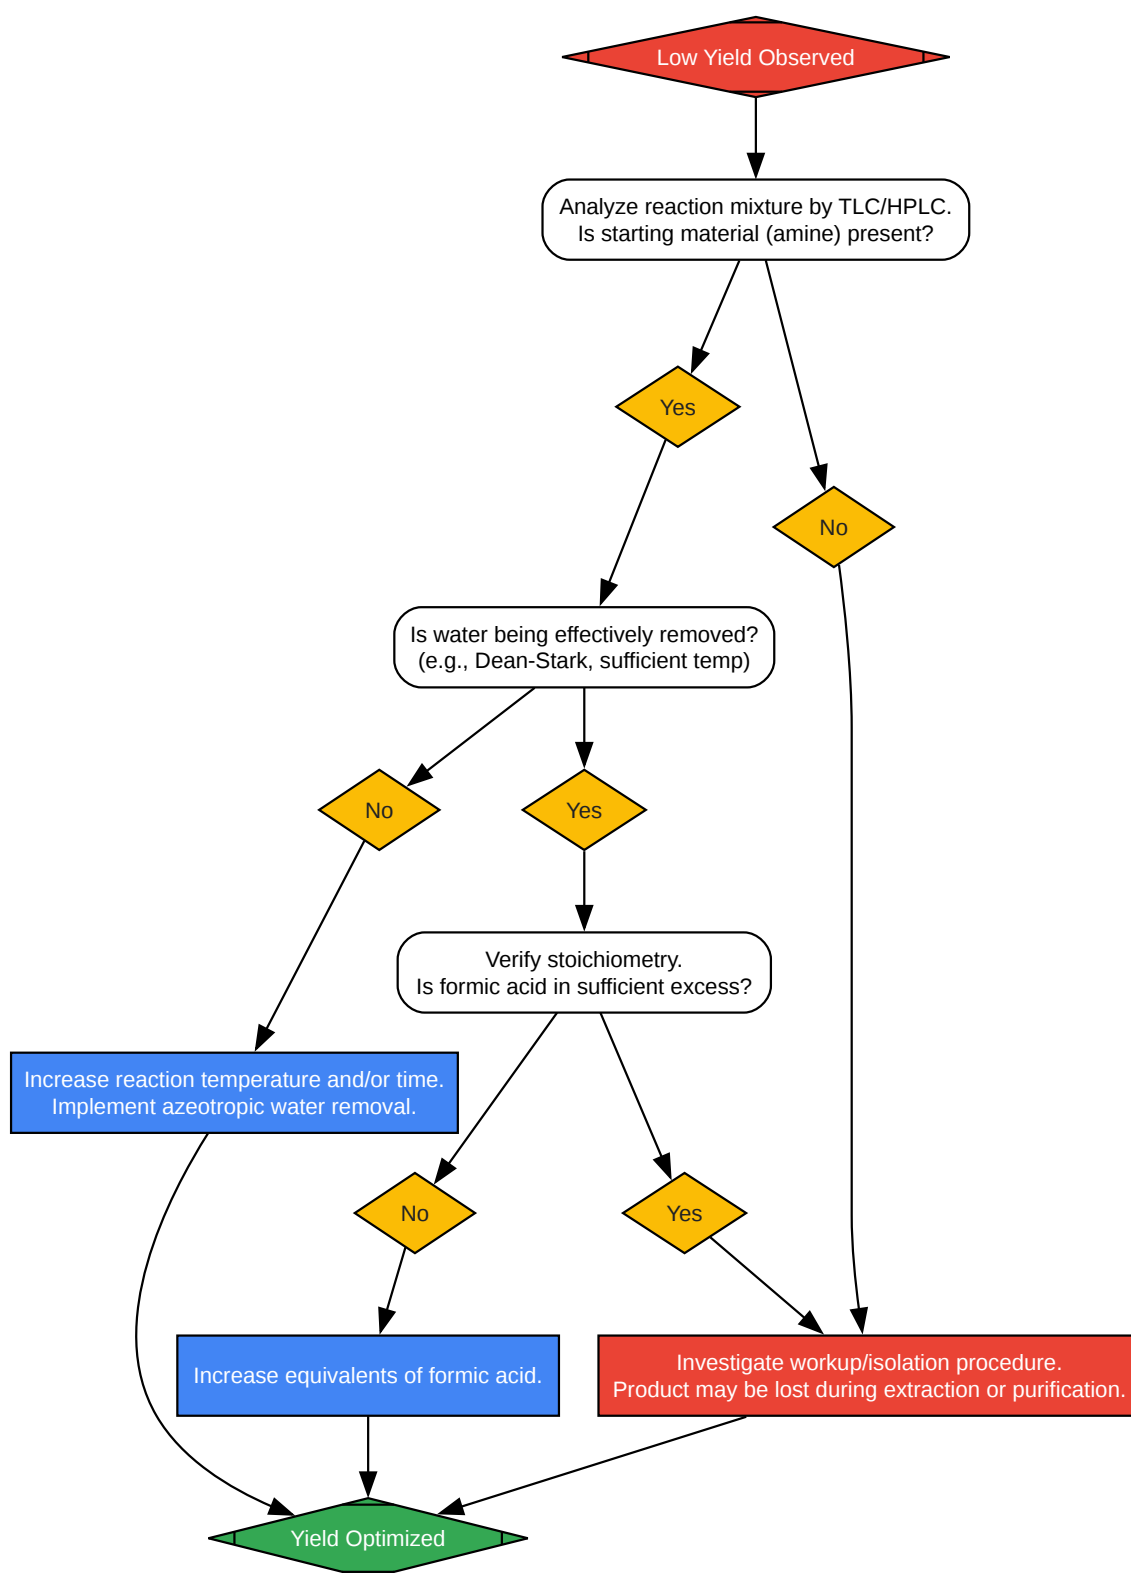 Low Yield Observed
Analyze reaction mixture by TLC/HPLC.
Is starting material (amine) present?
Yes
No
Is water being effectively removed?
(e.g., Dean-Stark, sufficient temp)
No
Yes
Verify stoichiometry.
Is formic acid in sufficient excess?
Increase reaction temperature and/or time.
Implement azeotropic water removal.
No
Yes
Increase equivalents of formic acid.
Investigate workup/isolation procedure.
Product may be lost during extraction or purification.
Yield Optimized